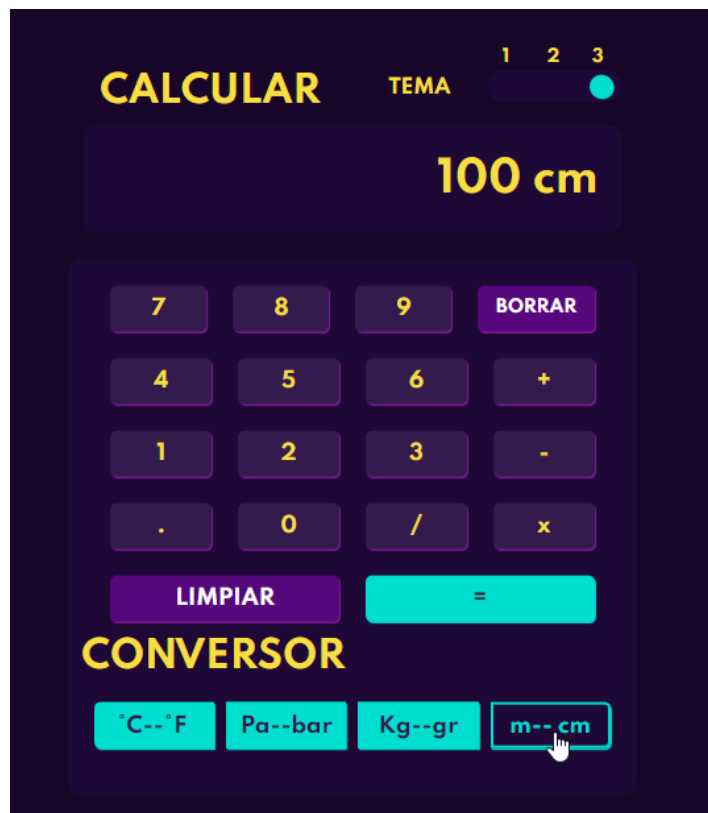 1 2 3
CALCULAR TEMA
100 cm
7 8 9 BORRAR
4 5 6 +
1 2 3 -
. 0 / x
LIMPIAR =
CONVERSOR
°C--°F Pa--bar Kg--gr m-- cm